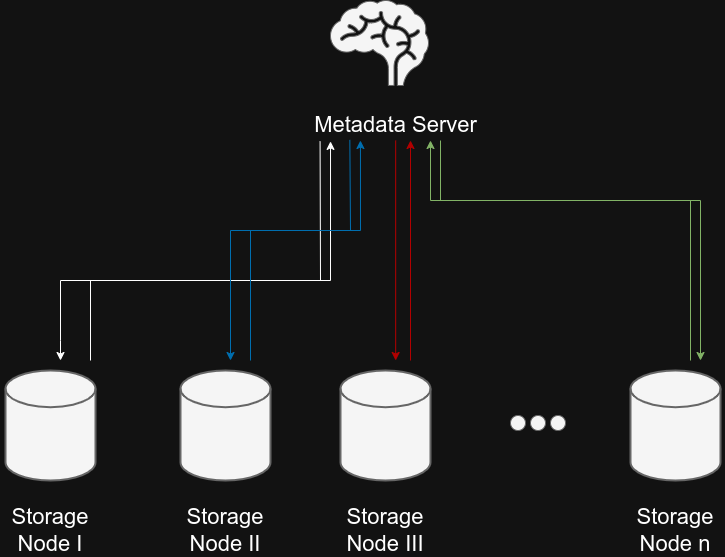 Metadata Server
Storage
Node I
Storage
Node II
Storage
Node III
Storage
Node n